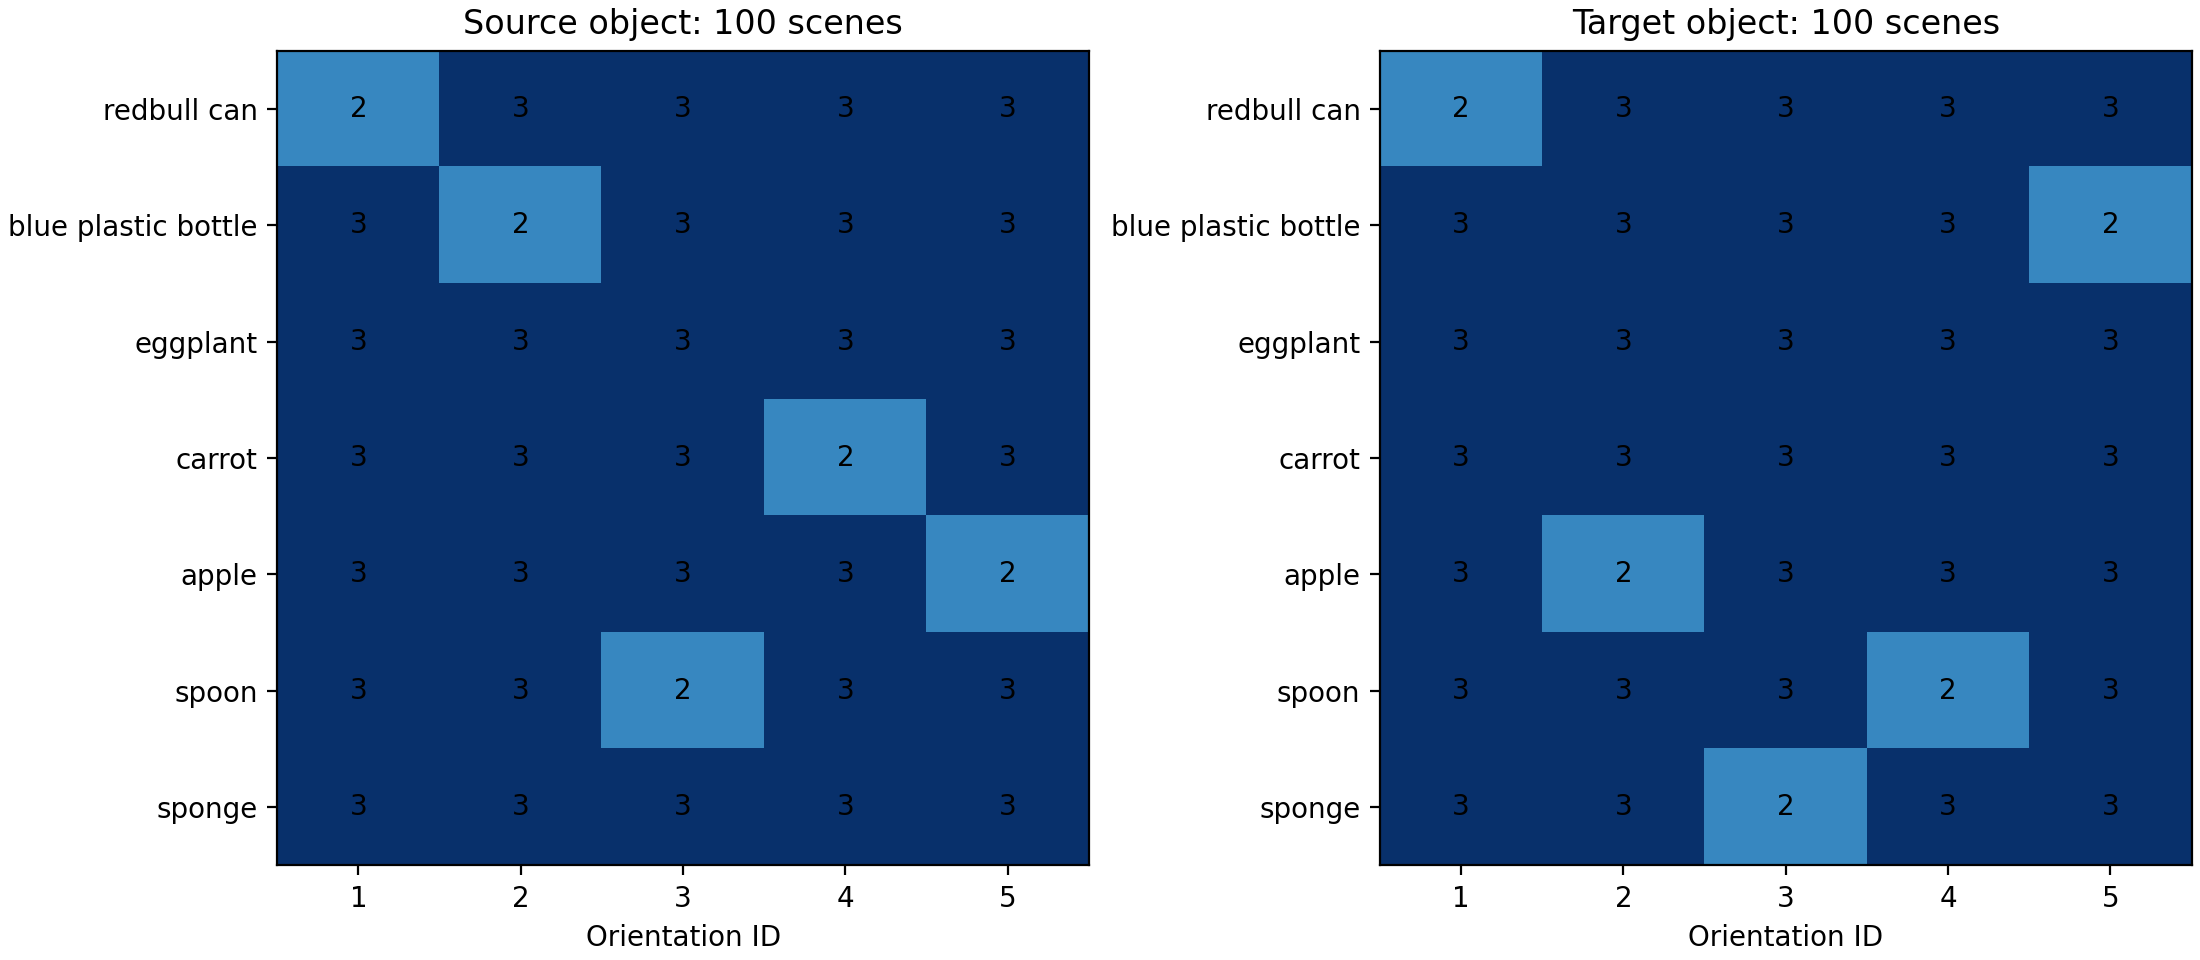 Source object: 100 scenes
redbull can 2 3 3 3 3
blue plastic bottle 3 2 3 3 3
eggplant 3 3 3 3 3
carrot 3 3 3 2 3
apple 3 3 3 3 2
spoon 3 3 2 3 3
sponge 3 3 3 3 3
1 2 3 4 5
Orientation ID
Target object: 100 scenes
redbull can 2 3 3 3 3
blue plastic bottle 3 3 3 3 2
eggplant 3 3 3 3 3
carrot 3 3 3 3 3
apple 3 2 3 3 3
spoon 3 3 3 2 3
sponge 3 3 2 3 3
1 2 3 4 5
Orientation ID